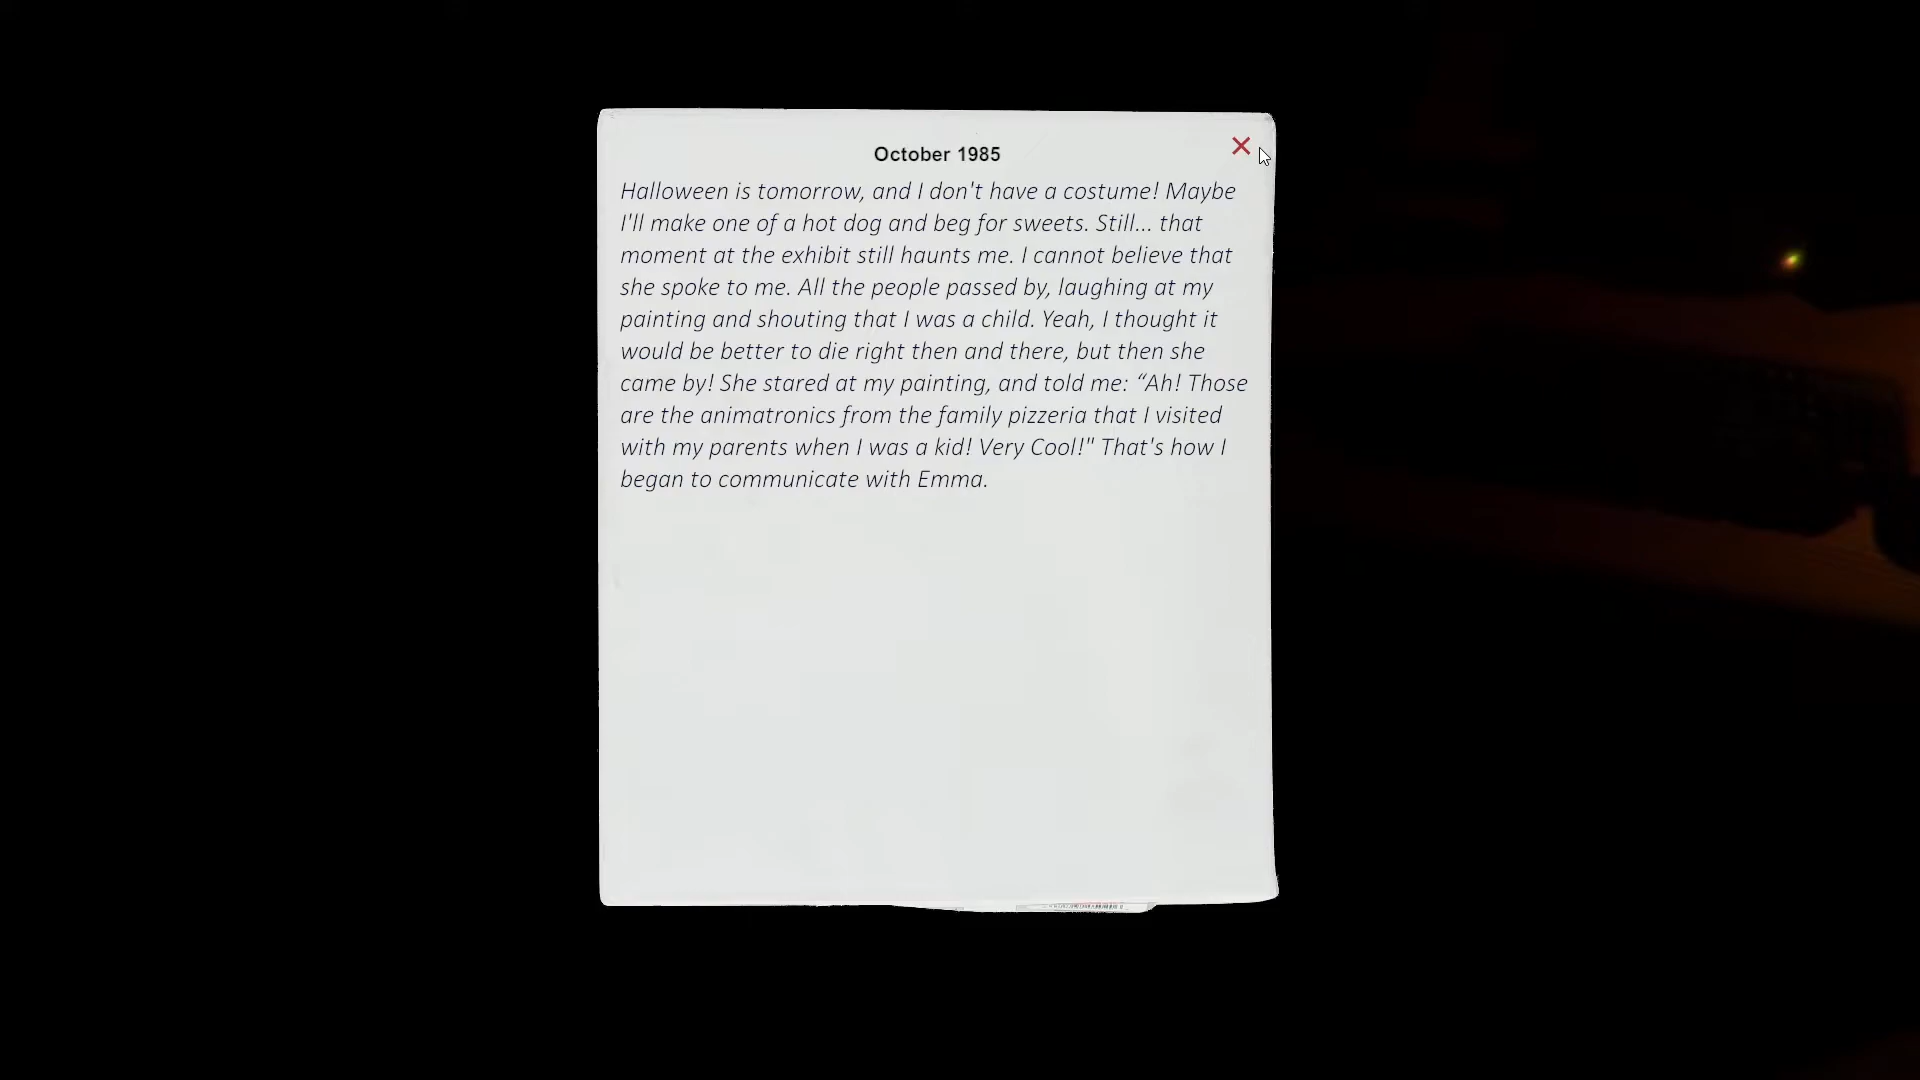 October 1985
Halloween is tomorrow, and I don't have a costume! Maybe
I'll make one of a hot dog and beg for sweets. Still... that
moment at the exhibit still haunts me. I cannot believe that
she spoke to me. All the people passed by, laughing at my
painting and shouting that I was a child. Yeah, I thought it
would be better to die right then and there, but then she
came by! She stared at my painting, and told me: “Ah! Those
are the animatronics from the family pizzeria that I visited
with my parents when I was a kid! Very Cool!" That's how I
began to communicate with Emma.